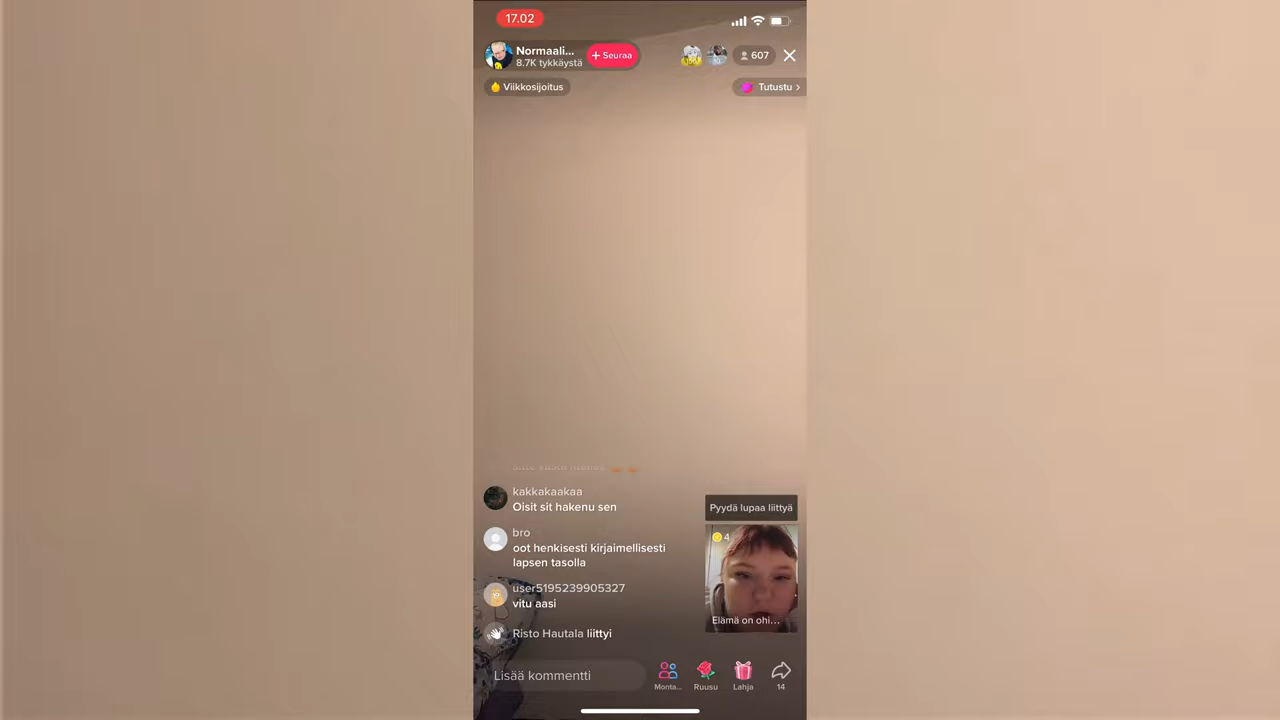 17.02
Normaali...
8.7K tykkäystä
+ Seuraa
607
Viikkosijoitus
Tutustu >
kakkakaakaa
Oisit sit hakenu sen
bro
oot henkisesti kirjaimellisesti
lapsen tasolla
user5195239905327
vitu aasi
Risto Hautala liittyi
Pyydä lupaa liittyä
4
Elämä on ohi...
Lisää kommentti
Monta...
Ruusu
Lahja
14